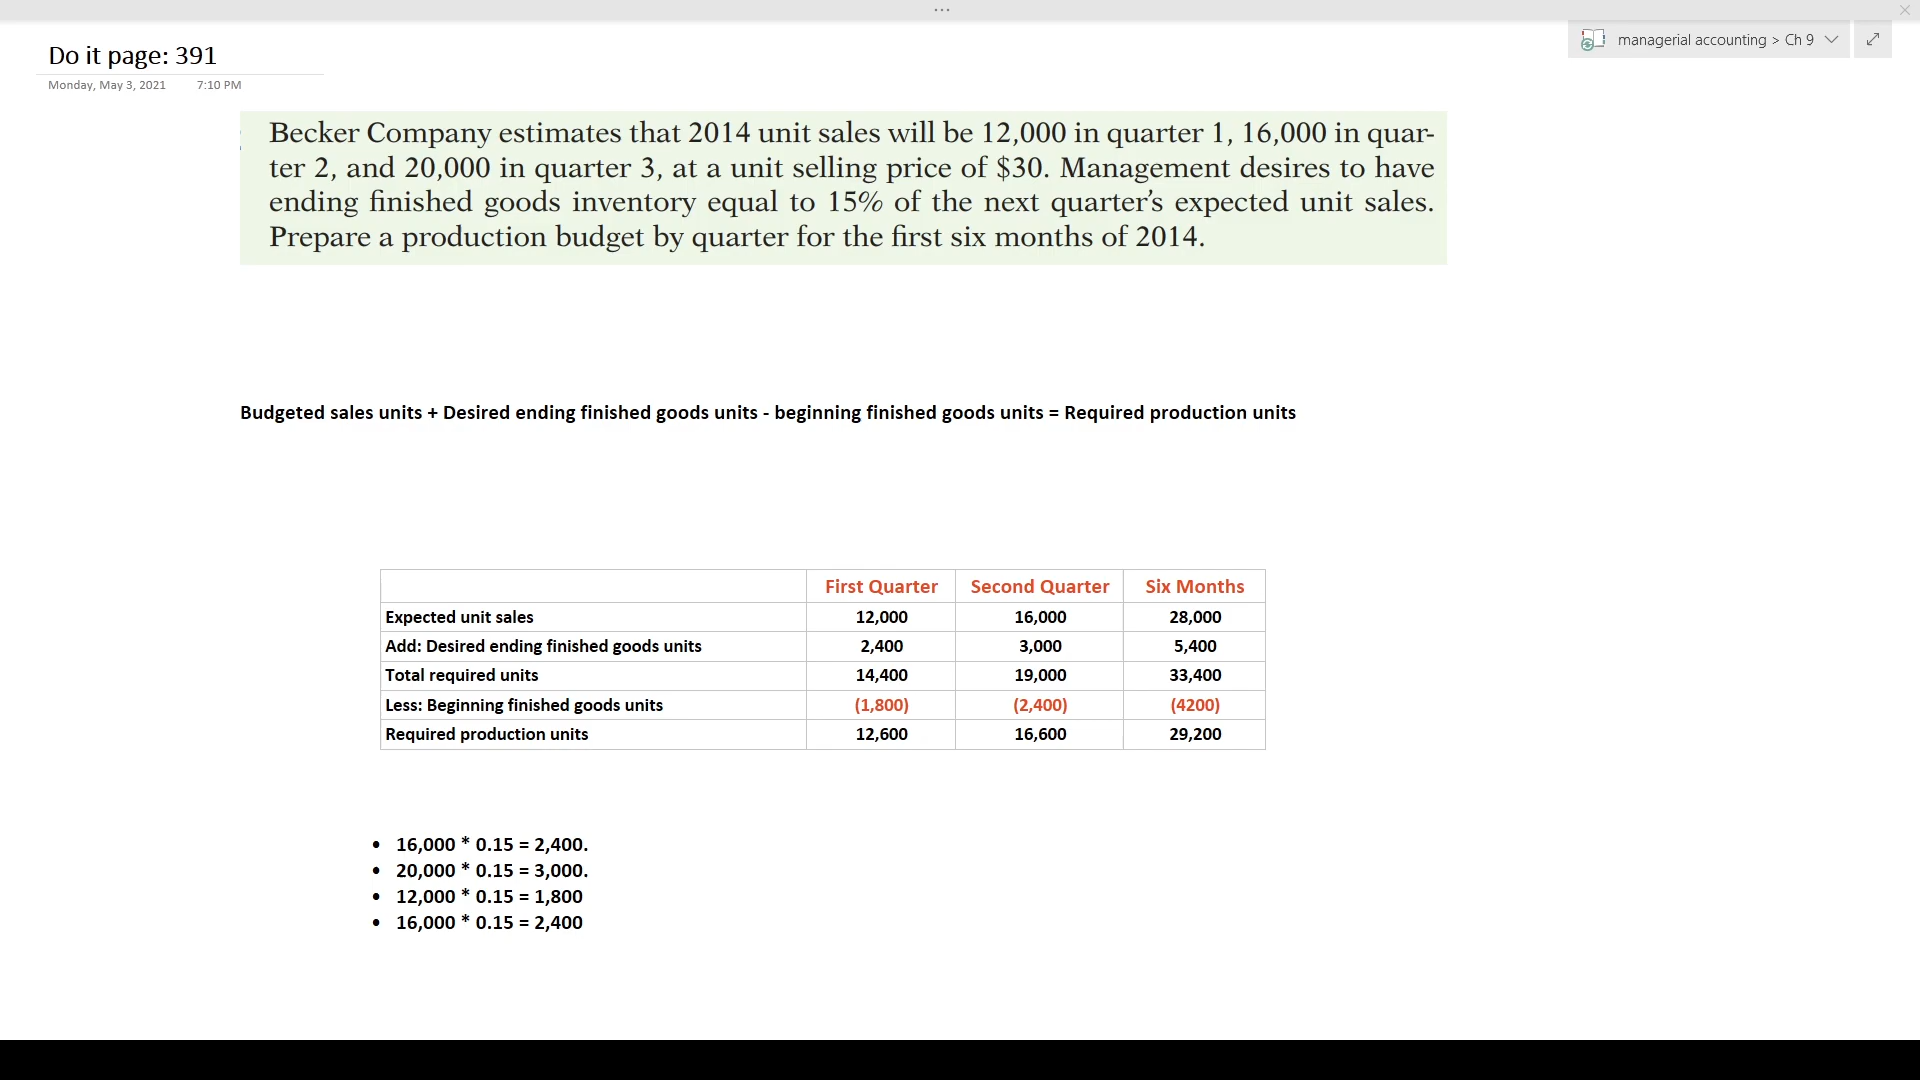 Do it page: 391
Monday, May 3, 2021 7:10 PM
managerial accounting > Ch 9
Becker Company estimates that 2014 unit sales will be 12,000 in quarter 1, 16,000 in quar-
ter 2, and 20,000 in quarter 3, at a unit selling price of $30. Management desires to have
ending finished goods inventory equal to 15% of the next quarter's expected unit sales.
Prepare a production budget by quarter for the first six months of 2014.
Budgeted sales units + Desired ending finished goods units - beginning finished goods units = Required production units
First Quarter Second Quarter Six Months
Expected unit sales 12,000 16,000 28,000
Add: Desired ending finished goods units 2,400 3,000 5,400
Total required units 14,400 19,000 33,400
Less: Beginning finished goods units (1,800) (2,400) (4200)
Required production units 12,600 16,600 29,200
• 16,000 * 0.15 = 2,400.
• 20,000 * 0.15 = 3,000.
• 12,000 * 0.15 = 1,800
• 16,000 * 0.15 = 2,400